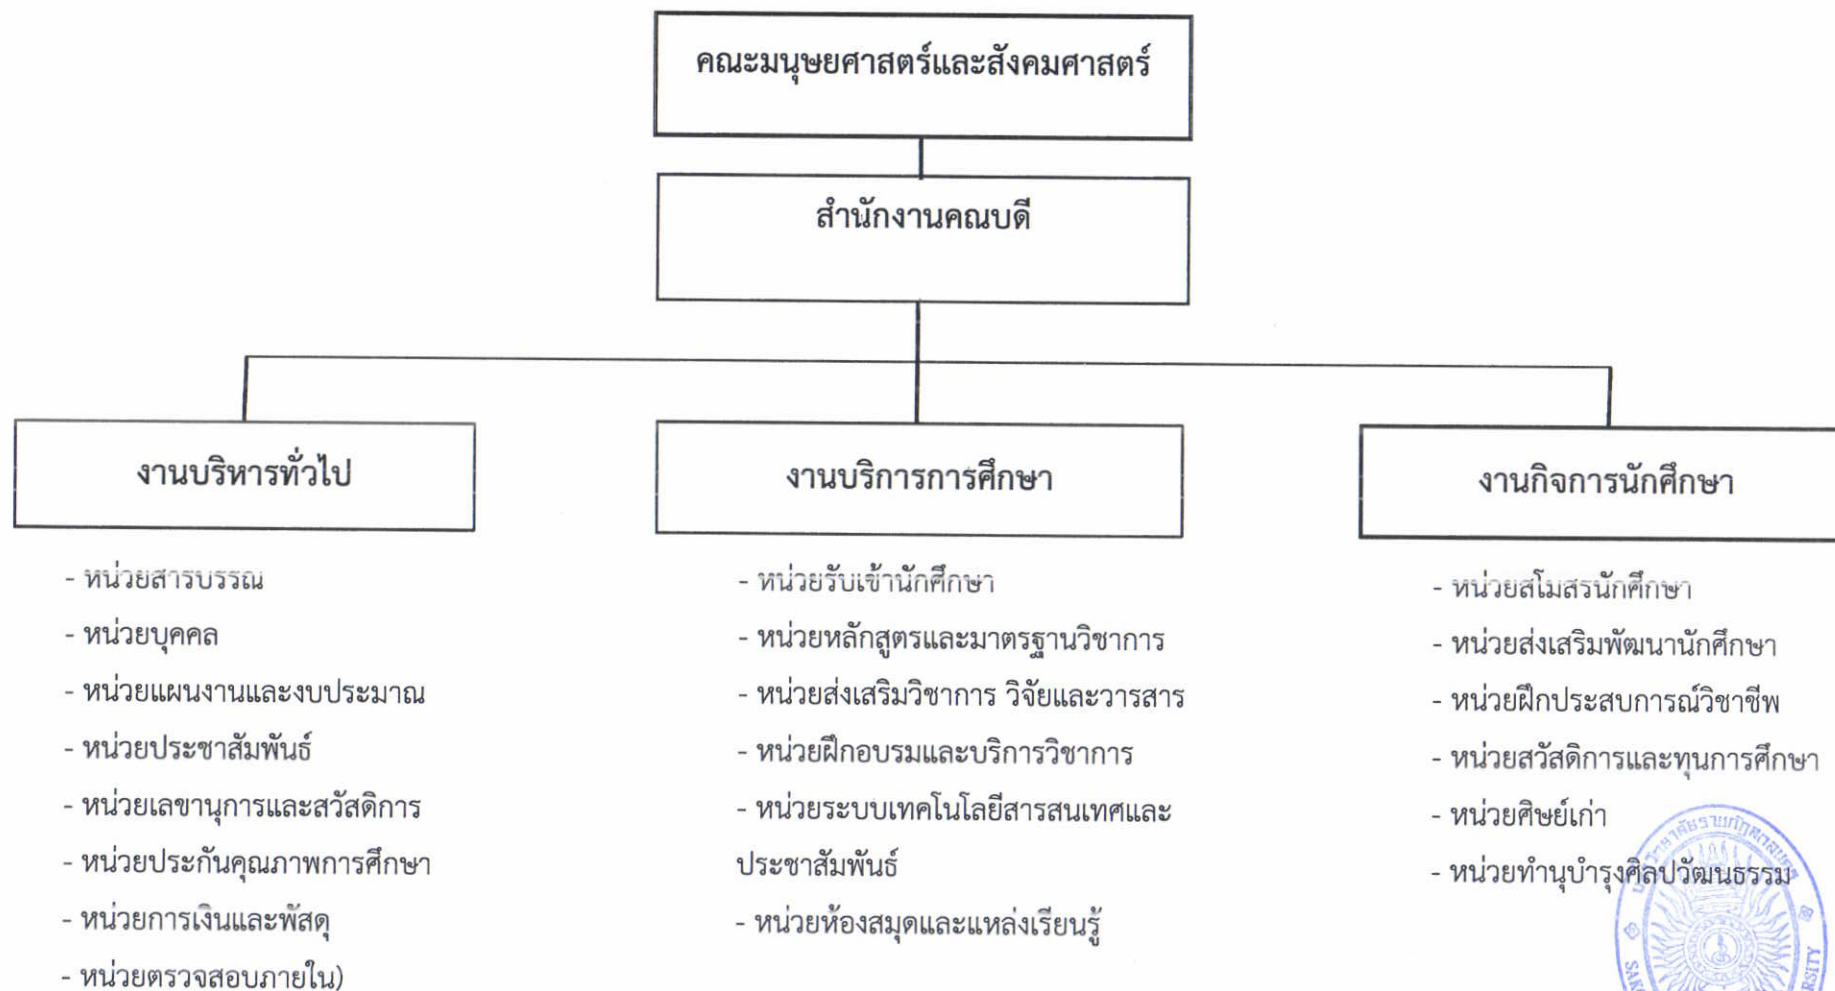 คณะมนุษยศาสตร์และสังคมศาสตร์
สำนักงานคณบดี
งานบริหารทั่วไป
- หน่วยสารบรรณ
- หน่วยบุคคล
- หน่วยแผนงานและงบประมาณ
- หน่วยประชาสัมพันธ์
- หน่วยเลขานุการและสวัสดิการ
- หน่วยประกันคุณภาพการศึกษา
- หน่วยการเงินและพัสดุ
- หน่วยตรวจสอบภายใน)
งานบริการการศึกษา
- หน่วยรับเข้านักศึกษา
- หน่วยหลักสูตรและมาตรฐานวิชาการ
- หน่วยส่งเสริมวิชาการ วิจัยและวารสาร
- หน่วยฝึกอบรมและบริการวิชาการ
- หน่วยระบบเทคโนโลยีสารสนเทศและ
ประชาสัมพันธ์
- หน่วยห้องสมุดและแหล่งเรียนรู้
งานกิจการนักศึกษา
- หน่วยสโมสรนักศึกษา
- หน่วยส่งเสริมพัฒนานักศึกษา
- หน่วยฝึกประสบการณ์วิชาชีพ
- หน่วยสวัสดิการและทุนการศึกษา
- หน่วยศิษย์เก่า
- หน่วยทำนุบำรุงศิลปวัฒนธรรม